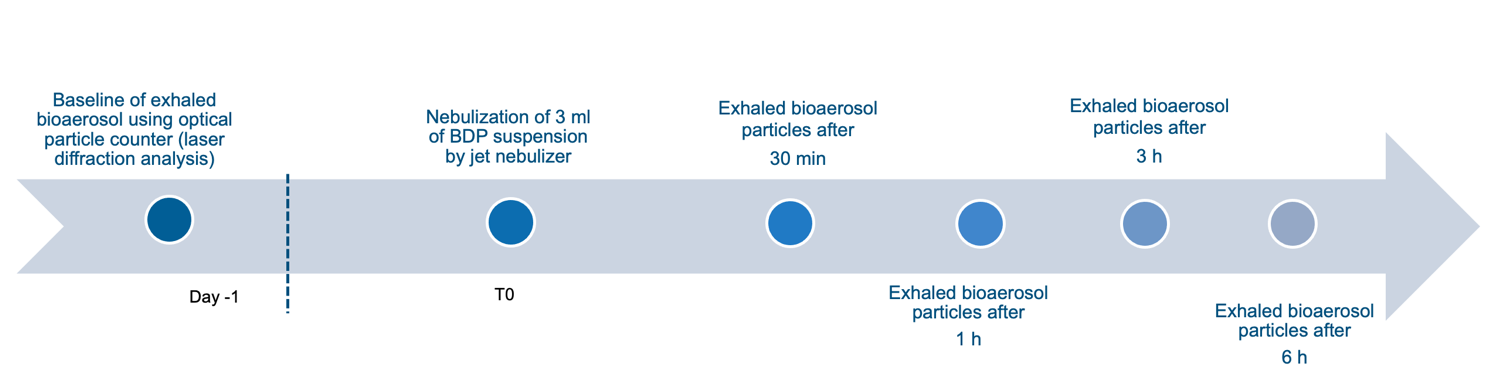 Baseline of exhaled
bioaerosol using optical
particle counter (laser
diffraction analysis)
Day -1
Nebulization of 3 ml
of BDP suspension
by jet nebulizer
T0
Exhaled bioaerosol
particles after
30 min
Exhaled bioaerosol
particles after
1 h
Exhaled bioaerosol
particles after
3 h
Exhaled bioaerosol
particles after
6 h